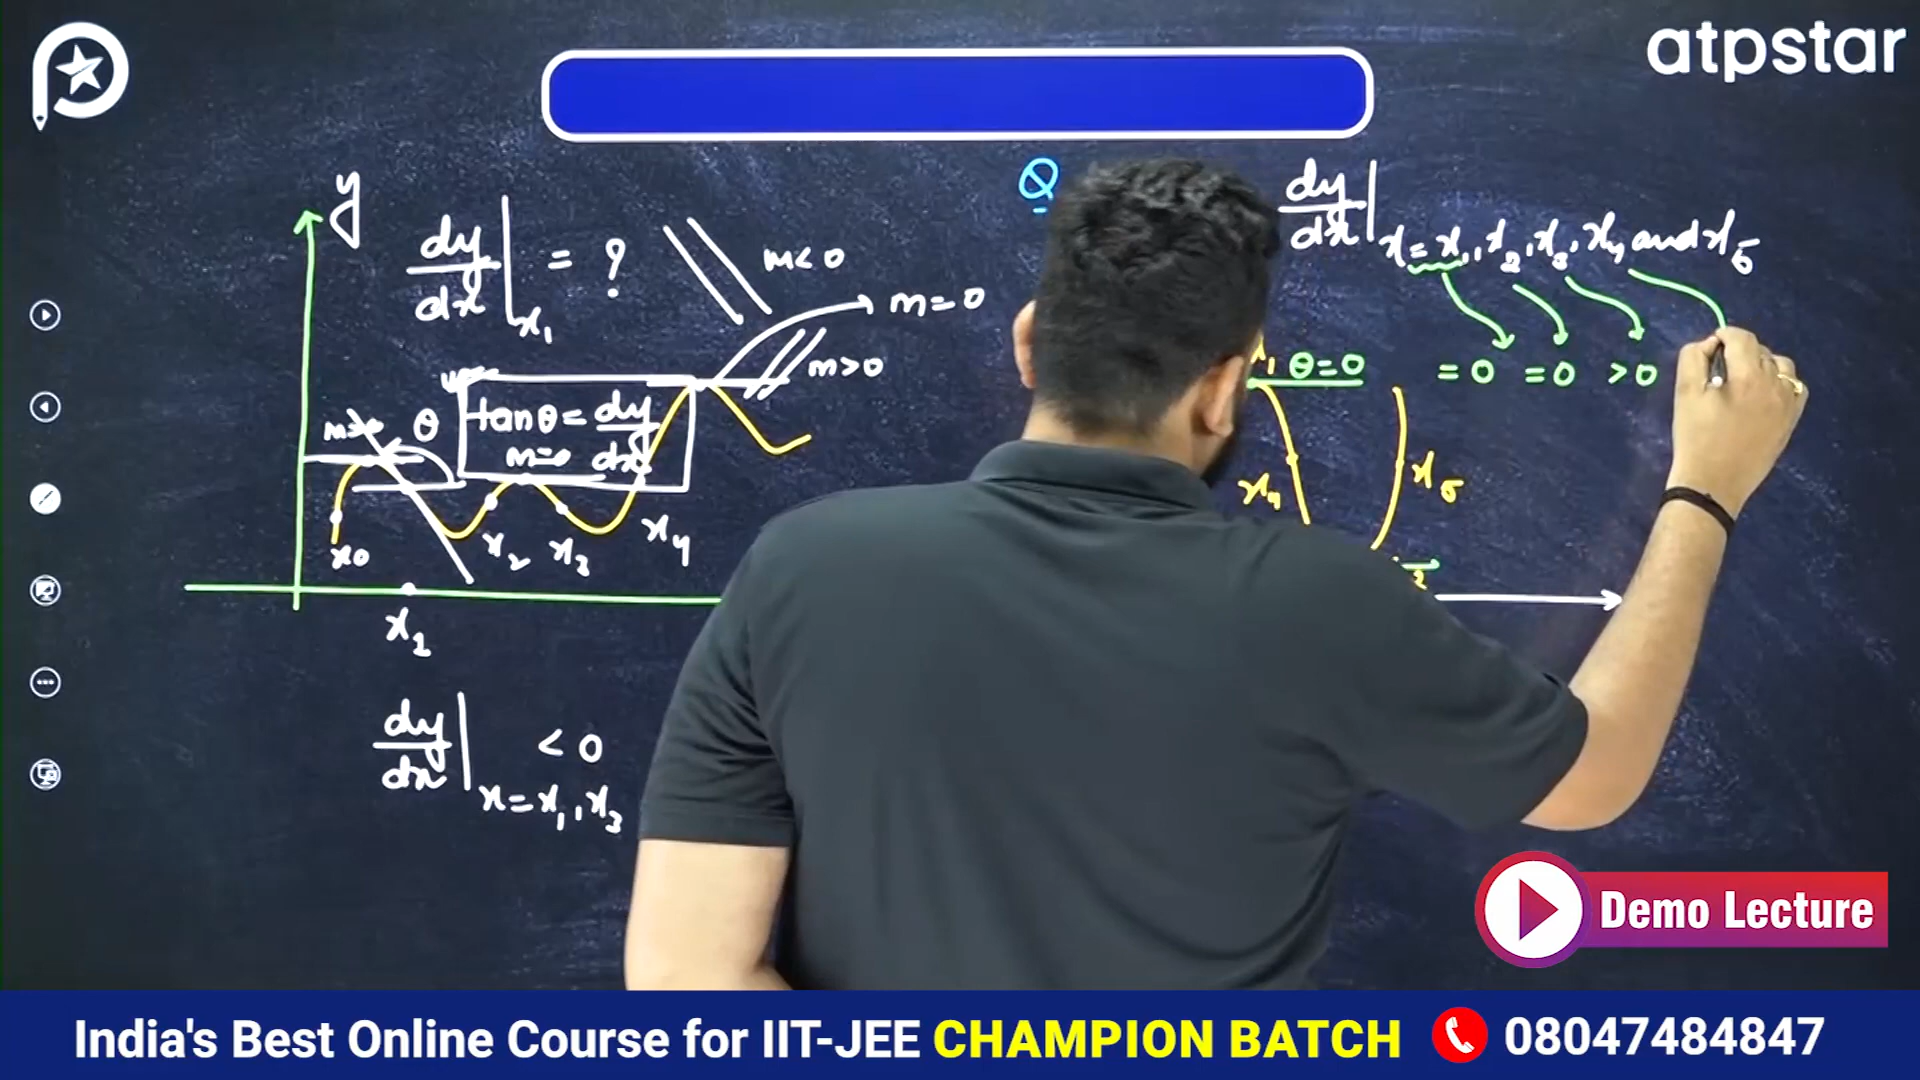 atpstar
y
dy/dx | x₁ = ?
m<0
m=0
m>0
θ
tanθ = dy/dx
m=0
x₀
x₂
x₃
x₄
x₂
dy/dx | x=x₁, x₃ < 0
Q
dy/dx | x=x₁, x₂, x₃, x₄ and x₅
θ=0
=0 =0 >0
x₄
x₅
Demo Lecture
India's Best Online Course for IIT-JEE CHAMPION BATCH 08047484847